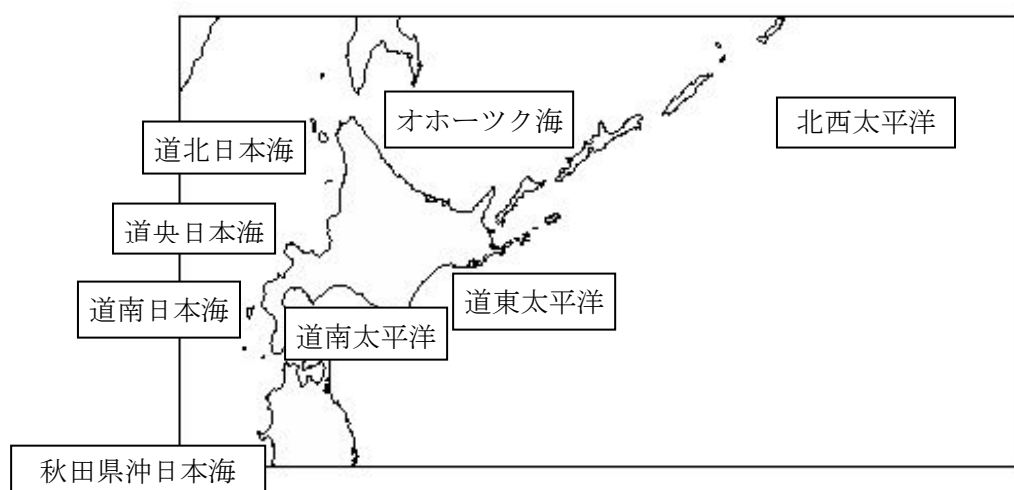 オホーツク海
北西太平洋
道北日本海
道央日本海
道南日本海
道東太平洋
道南太平洋
秋田県沖日本海